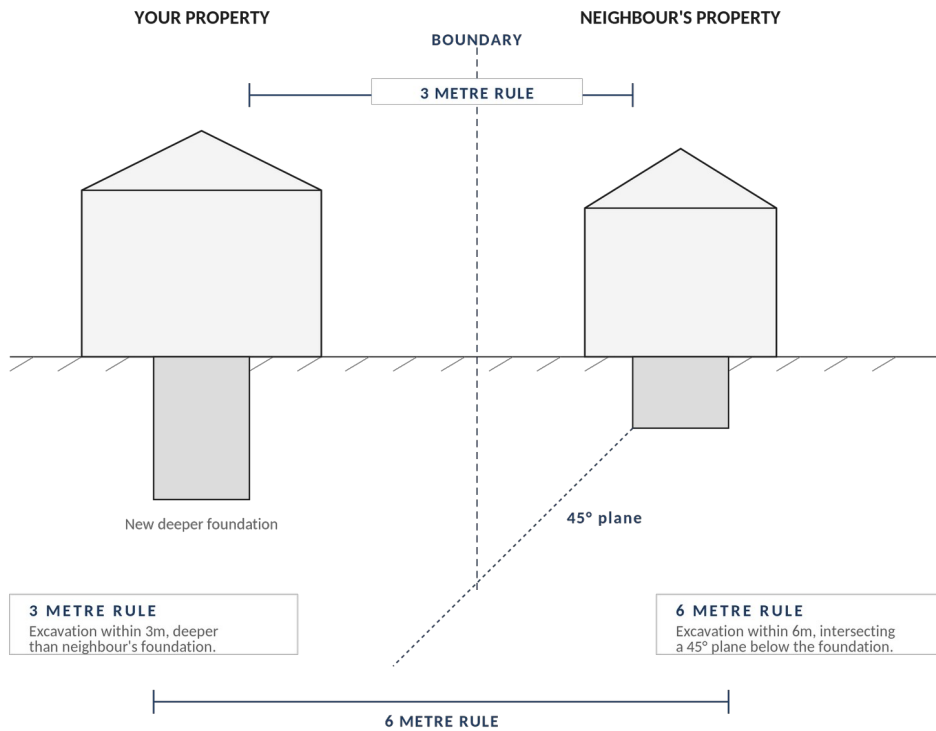 YOUR PROPERTY
NEIGHBOUR'S PROPERTY
BOUNDARY
3 METRE RULE
New deeper foundation
45° plane
3 METRE RULE
Excavation within 3m, deeper
than neighbour's foundation.
6 METRE RULE
Excavation within 6m, intersecting
a 45° plane below the foundation.
6 METRE RULE